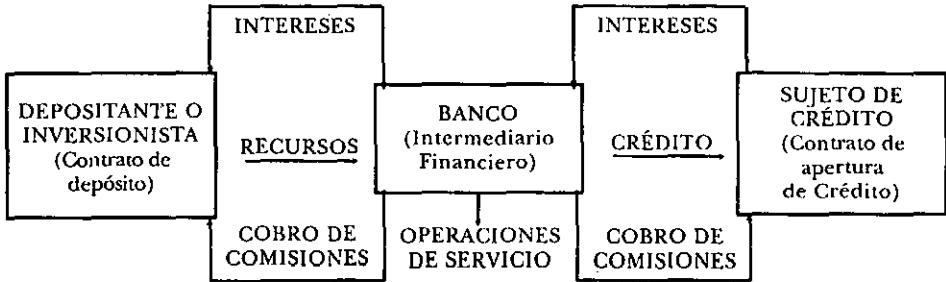 INTERESES
INTERESES
DEPOSITANTE O
INVERSIONISTA
(Contrato de
depósito)
RECURSOS
BANCO
(Intermediario
Financiero)
CRÉDITO
SUJETO DE
CRÉDITO
(Contrato de
apertura
de Crédito)
COBRO DE
COMISIONES
OPERACIONES
DE SERVICIO
COBRO DE
COMISIONES